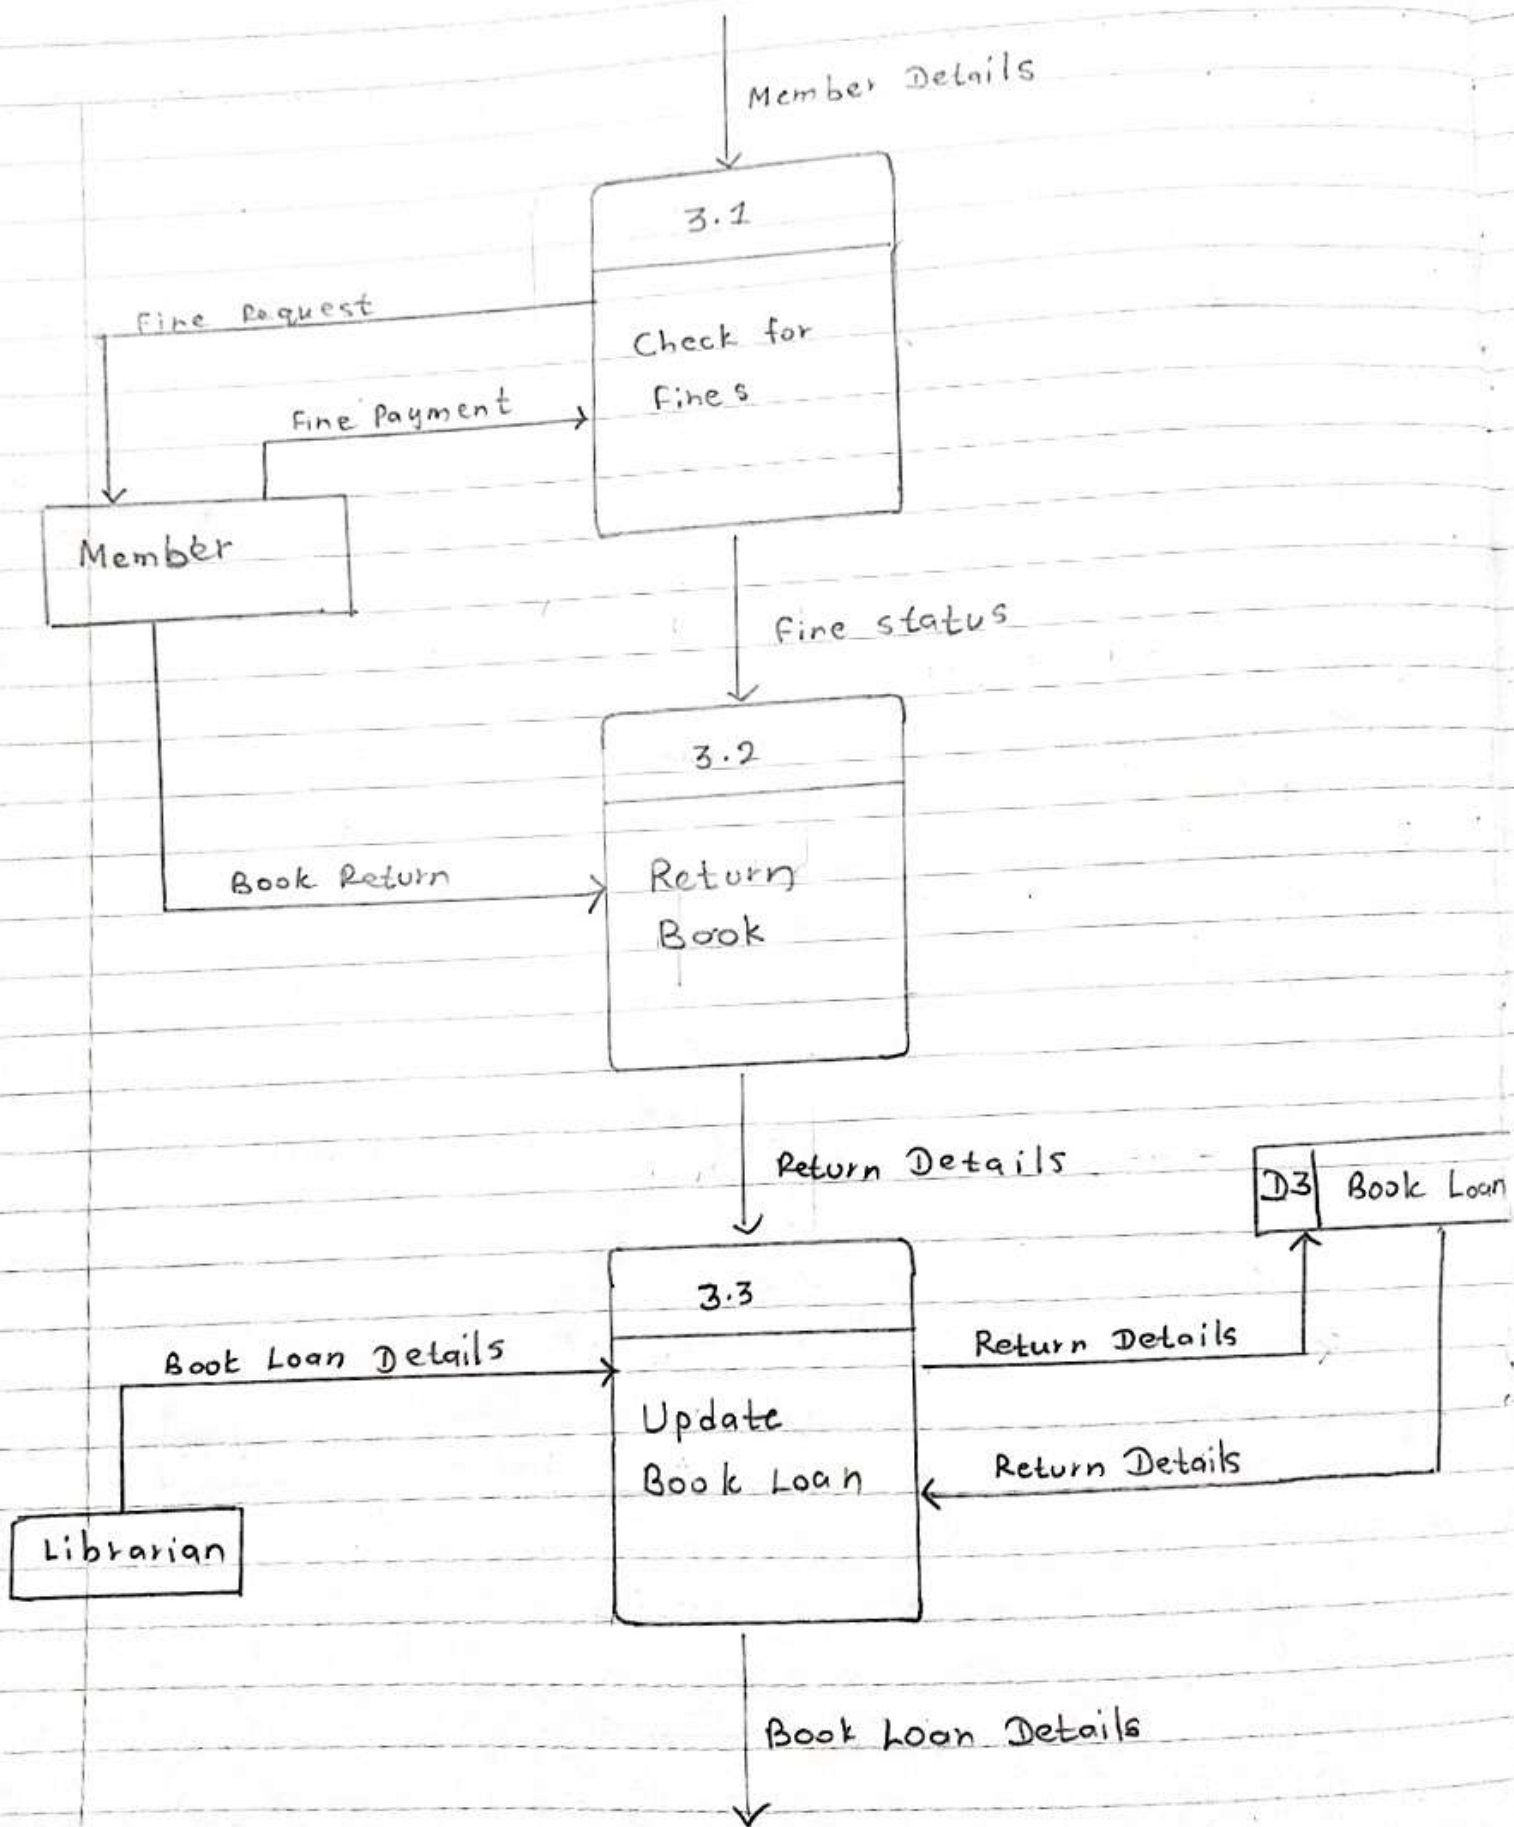 Member Details
3.1
Fine Request
Check for
Fines
Fine Payment
Member
Fine status
3.2
Book Return
Return
Book
Return Details
D3 Book Loan
3.3
Book Loan Details
Return Details
Update
Book Loan
Return Details
Librarian
Book Loan Details